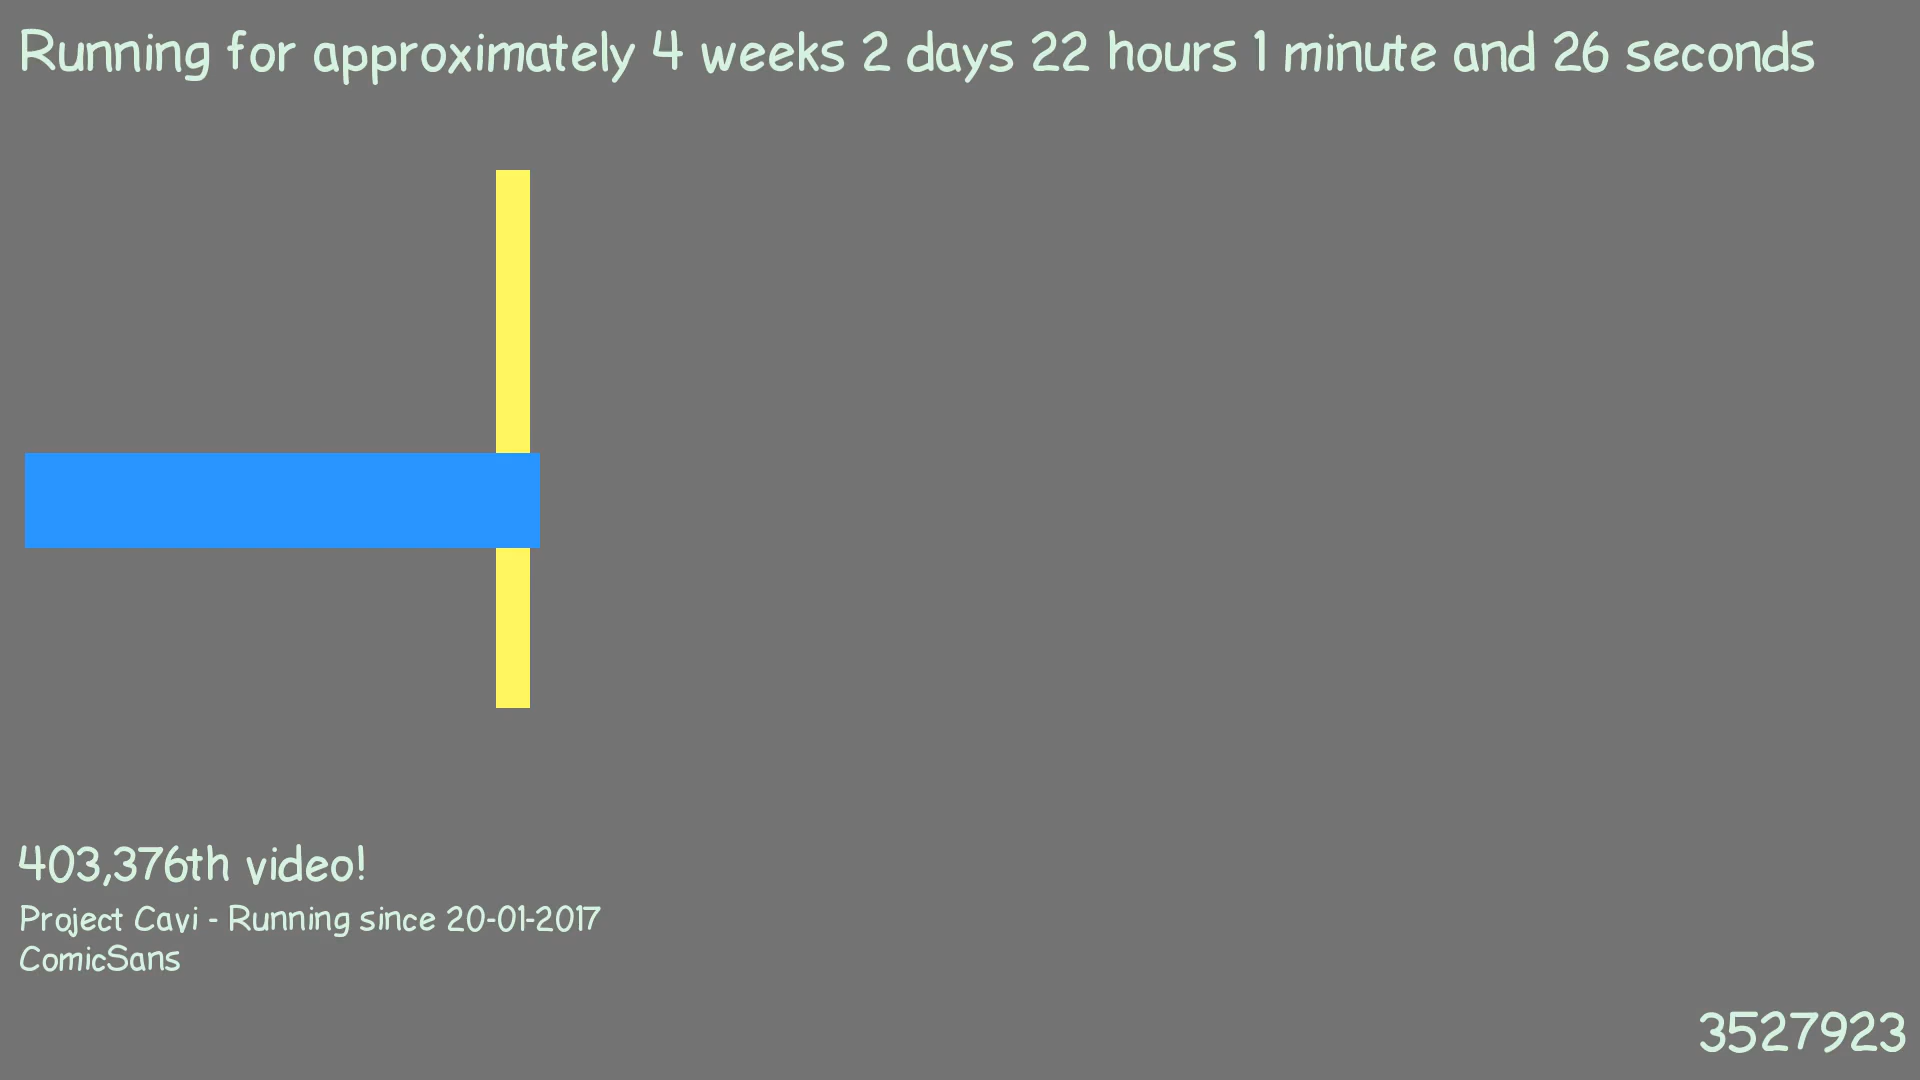 Running for approximately 4 weeks 2 days 22 hours 1 minute and 26 seconds
403,376th video!
Project Cavi - Running since 20-01-2017
ComicSans
3527923